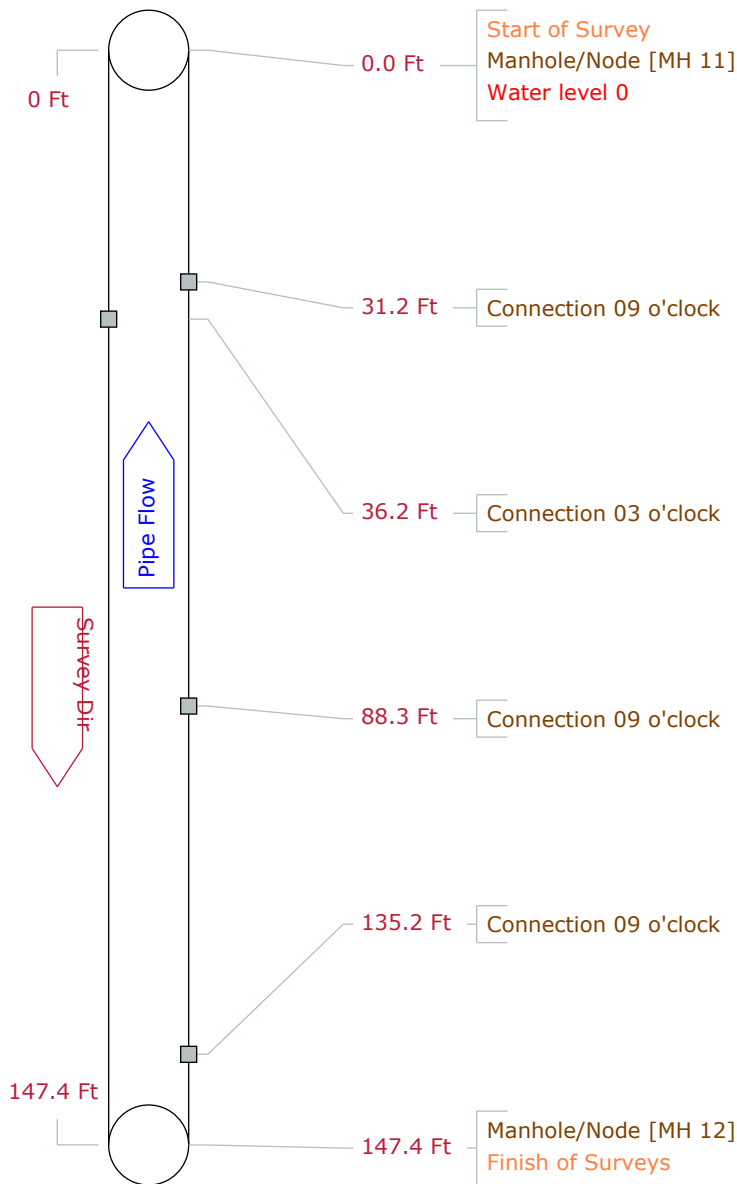 Start of Survey
0.0 Ft
Manhole/Node [MH 11]
Water level 0
0 Ft
31.2 Ft
Connection 09 o'clock
36.2 Ft
Connection 03 o'clock
Pipe Flow
Survey Dir
88.3 Ft
Connection 09 o'clock
135.2 Ft
Connection 09 o'clock
147.4 Ft
147.4 Ft
Manhole/Node [MH 12]
Finish of Surveys